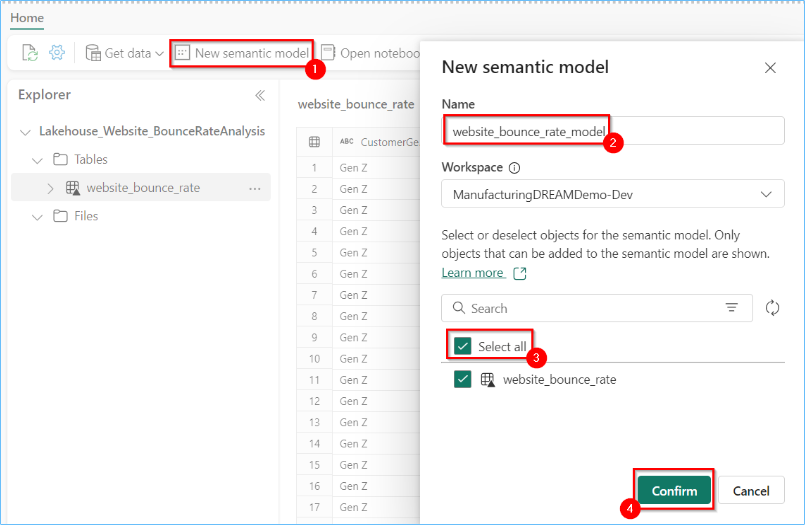 Home
Get data
New semantic model
Open noteboo
1
Explorer
Lakehouse_Website_BounceRateAnalysis
Tables
website_bounce_rate
...
Files
website_bounce_rate
ABC CustomerGe
1 Gen Z
2 Gen Z
3 Gen Z
4 Gen Z
5 Gen Z
6 Gen Z
7 Gen Z
8 Gen Z
9 Gen Z
10 Gen Z
11 Gen Z
12 Gen Z
13 Gen Z
14 Gen Z
15 Gen Z
16 Gen Z
17 Gen Z
New semantic model
Name
website_bounce_rate_model
2
Workspace
ManufacturingDREAMDemo-Dev
Select or deselect objects for the semantic model. Only
objects that can be added to the semantic model are shown.
Learn more
Search
Select all
3
website_bounce_rate
Confirm
Cancel
4